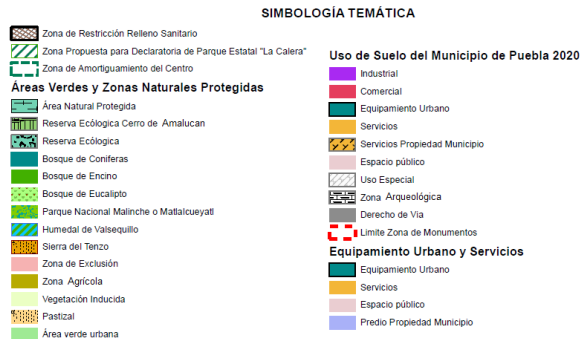 SIMBOLOGÍA TEMÁTICA
Zona de Restricción Relleno Sanitario
Zona Propuesta para Declaratoria de Parque Estatal "La Calera"
Zona de Amortiguamiento del Centro
Áreas Verdes y Zonas Naturales Protegidas
Área Natural Protegida
Reserva Ecólogica Cerro de Amalucan
Reserva Ecólogica
Bosque de Coniferas
Bosque de Encino
Bosque de Eucalipto
Parque Nacional Malinche o Matlalcueyatl
Humedal de Valsequillo
Sierra del Tenzo
Zona de Exclusión
Zona Agrícola
Vegetación Inducida
Pastizal
Área verde urbana
Uso de Suelo del Municipio de Puebla 2020
Industrial
Comercial
Equipamiento Urbano
Servicios
Servicios Propiedad Municipio
Espacio público
Uso Especial
Zona Arqueológica
Derecho de Via
Limite Zona de Monumentos
Equipamiento Urbano y Servicios
Equipamiento Urbano
Servicios
Espacio público
Predio Propiedad Municipio